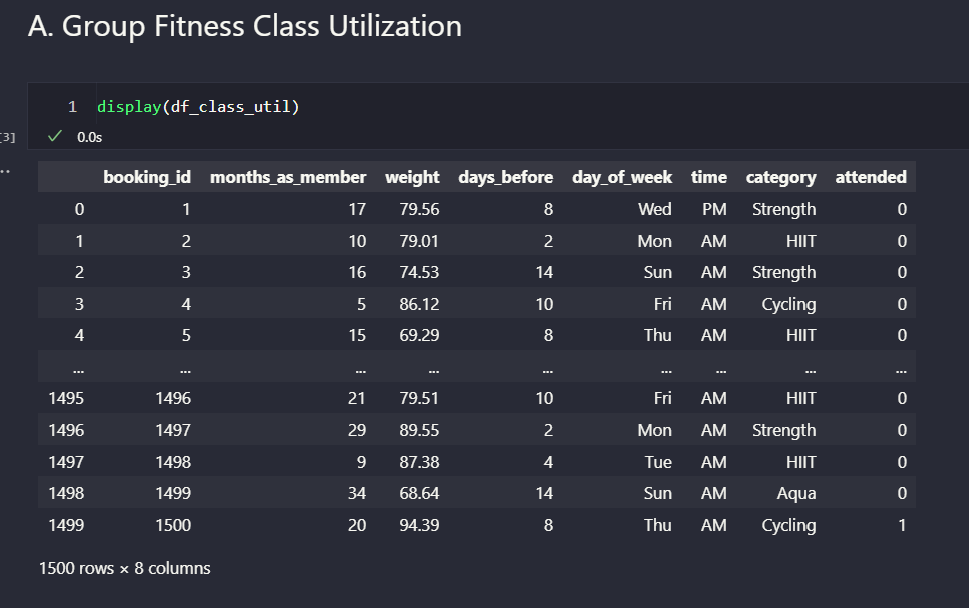 A. Group Fitness Class Utilization
1 display(df_class_util)
[3] 0.0s
booking_id months_as_member weight days_before day_of_week time category attended
0 1 17 79.56 8 Wed PM Strength 0
1 2 10 79.01 2 Mon AM HIIT 0
2 3 16 74.53 14 Sun AM Strength 0
3 4 5 86.12 10 Fri AM Cycling 0
4 5 15 69.29 8 Thu AM HIIT 0
... ... ... ... ... ... ... ... ...
1495 1496 21 79.51 10 Fri AM HIIT 0
1496 1497 29 89.55 2 Mon AM Strength 0
1497 1498 9 87.38 4 Tue AM HIIT 0
1498 1499 34 68.64 14 Sun AM Aqua 0
1499 1500 20 94.39 8 Thu AM Cycling 1
1500 rows × 8 columns